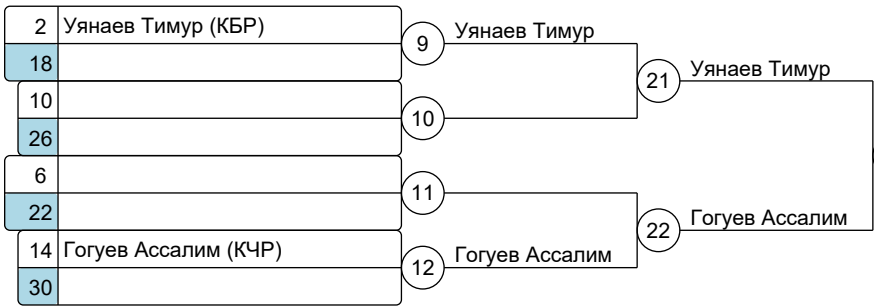 2 Уянаев Тимур (КБР)
18
10
26
6
22
14 Гогуев Ассалим (КЧР)
30
9 Уянаев Тимур
10
11
12 Гогуев Ассалим
21 Уянаев Тимур
22 Гогуев Ассалим